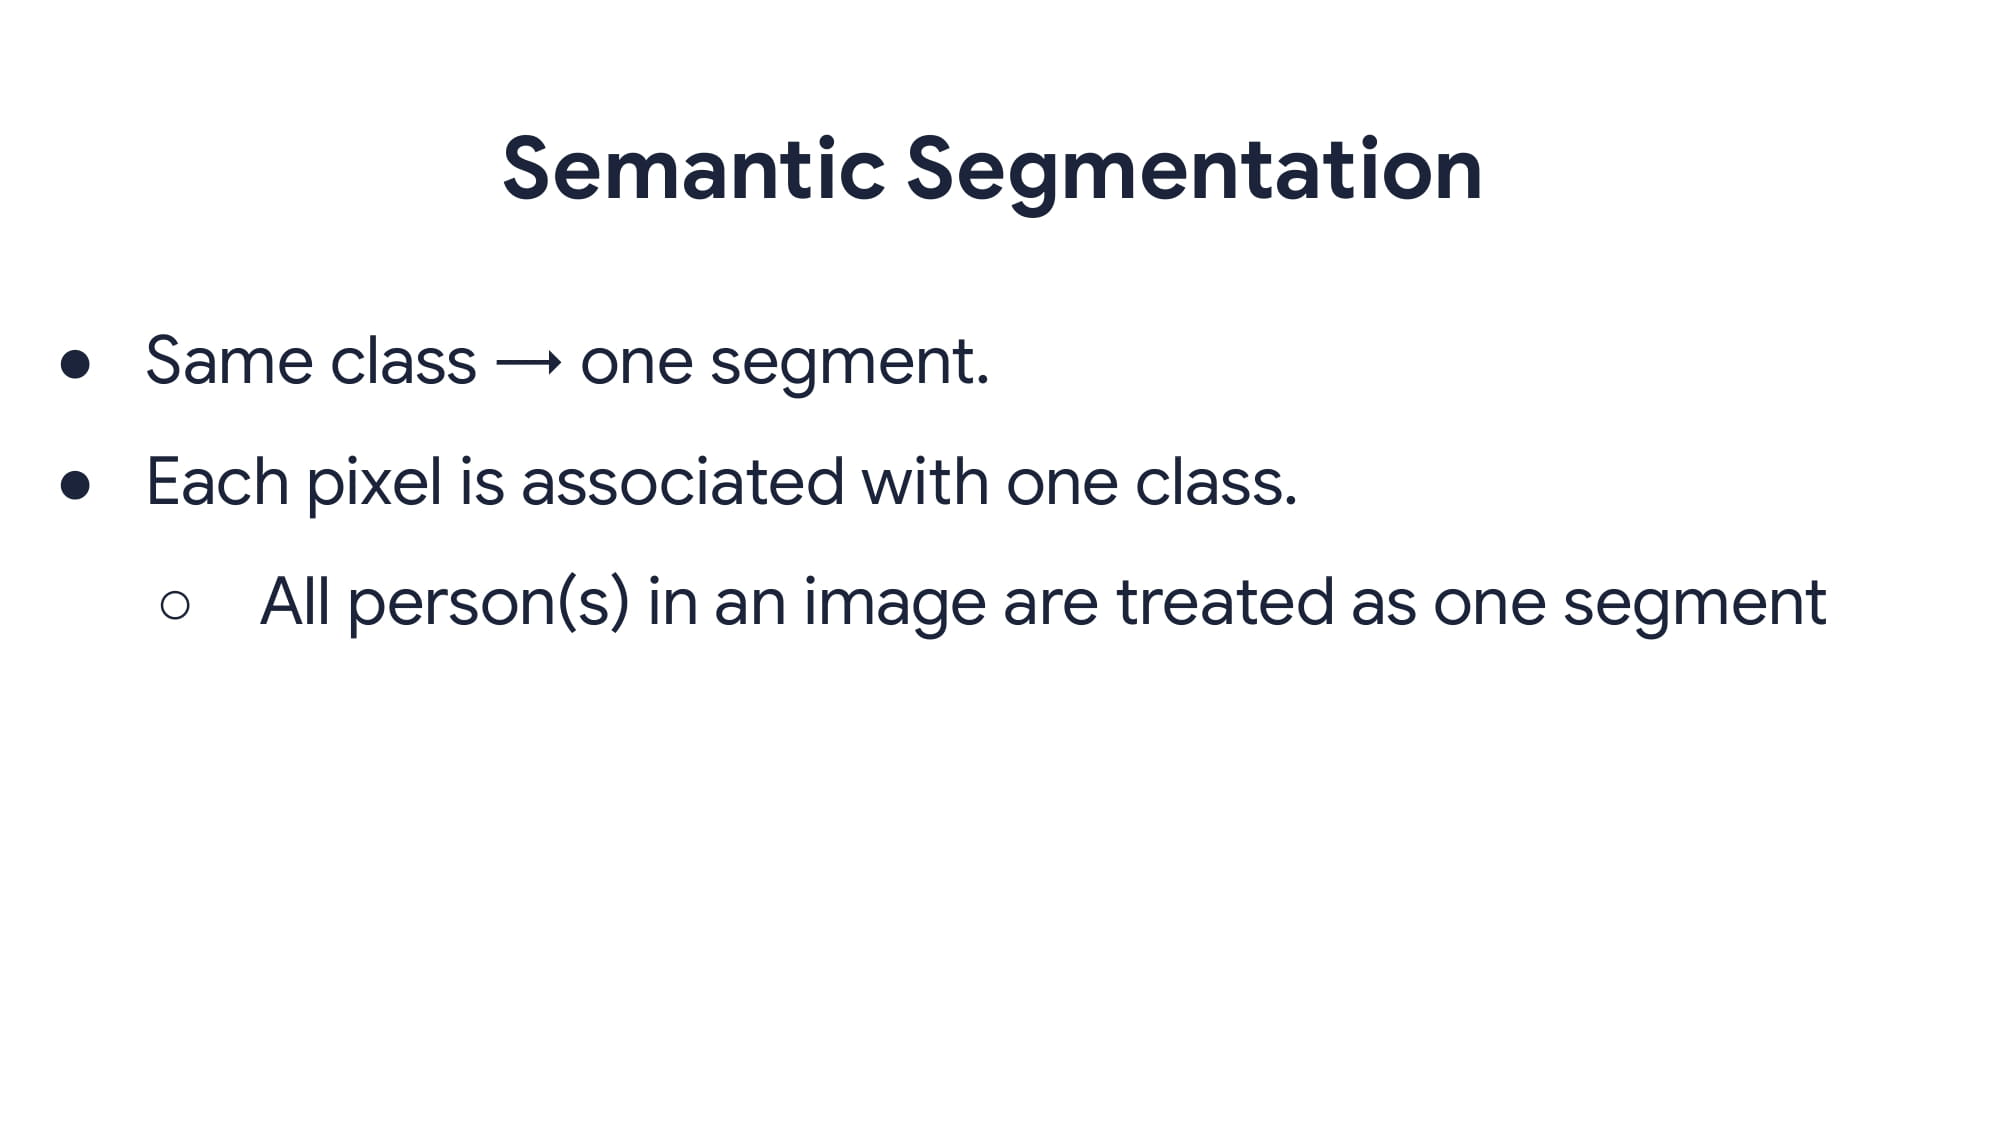 Semantic Segmentation
● Same class → one segment.
● Each pixel is associated with one class.
○ All person(s) in an image are treated as one segment